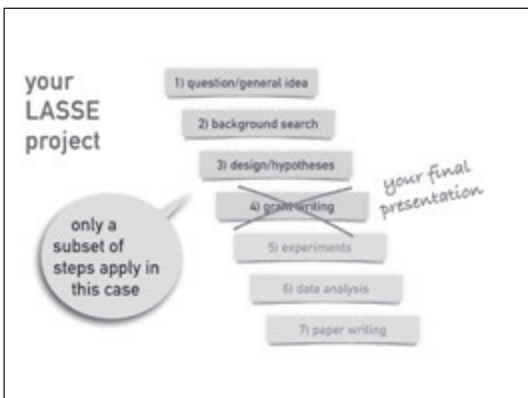 your
LASSE
project
1) question/general idea
2) background search
3) design/hypotheses
4) grant writing
your final
presentation
only a
subset of
steps apply in
this case
5) experiments
6) data analysis
7) paper writing